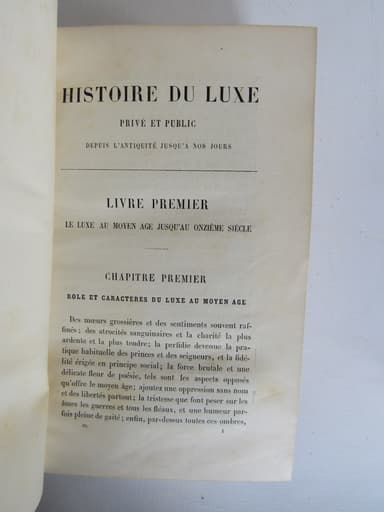 HISTOIRE DU LUXE
PRIVÉ ET PUBLIC
DEPUIS L'ANTIQUITÉ JUSQU'A NOS JOURS
LIVRE PREMIER
LE LUXE AU MOYEN AGE JUSQU'AU ONZIÈME SIÈCLE
CHAPITRE PREMIER
ROLE ET CARACTÈRES DU LUXE AU MOYEN AGE
Des mœurs grossières et des sentiments souvent raf-
finés; des atrocités sanguinaires et la charité la plus
ardente et la plus tendre; la perfidie devenue la pra-
tique habituelle des princes et des seigneurs, et la fidé-
lité érigée en principe social; la force brutale et une
délicate fleur de poésie, tels sont les aspects opposés
qu'offre le moyen âge; ajoutez une oppression sans nom
et des libertés partout; la tristesse que font peser sur les
âmes les guerres et tous les fléaux, et une humeur par-
fois pleine de gaîté; enfin, par-dessus toutes ces ombres,
1